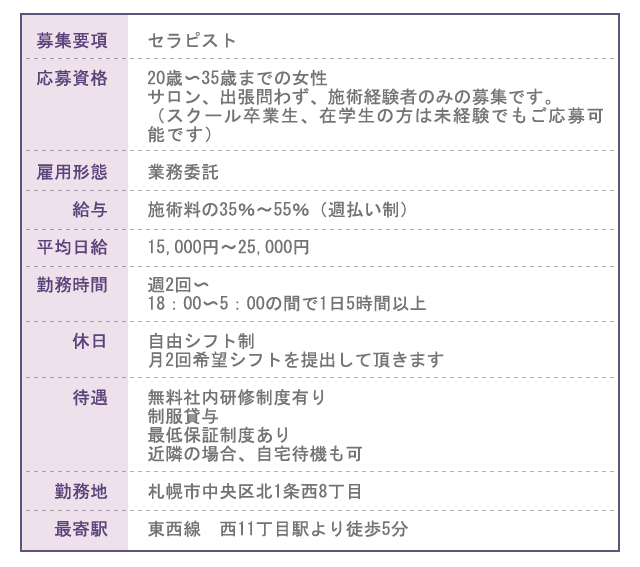 募集要項 セラピスト
応募資格 20歳〜35歳までの女性
サロン、出張問わず、施術経験者のみの募集です。
（スクール卒業生、在学生の方は未経験でもご応募可
能です）
雇用形態 業務委託
給与 施術料の35%〜55%（週払い制）
平均日給 15,000円〜25,000円
勤務時間 週2回〜
18：00〜5：00の間で1日5時間以上
休日 自由シフト制
月2回希望シフトを提出して頂きます
待遇 無料社内研修制度有り
制服貸与
最低保証制度あり
近隣の場合、自宅待機も可
勤務地 札幌市中央区北1条西8丁目
最寄駅 東西線　西11丁目駅より徒歩5分